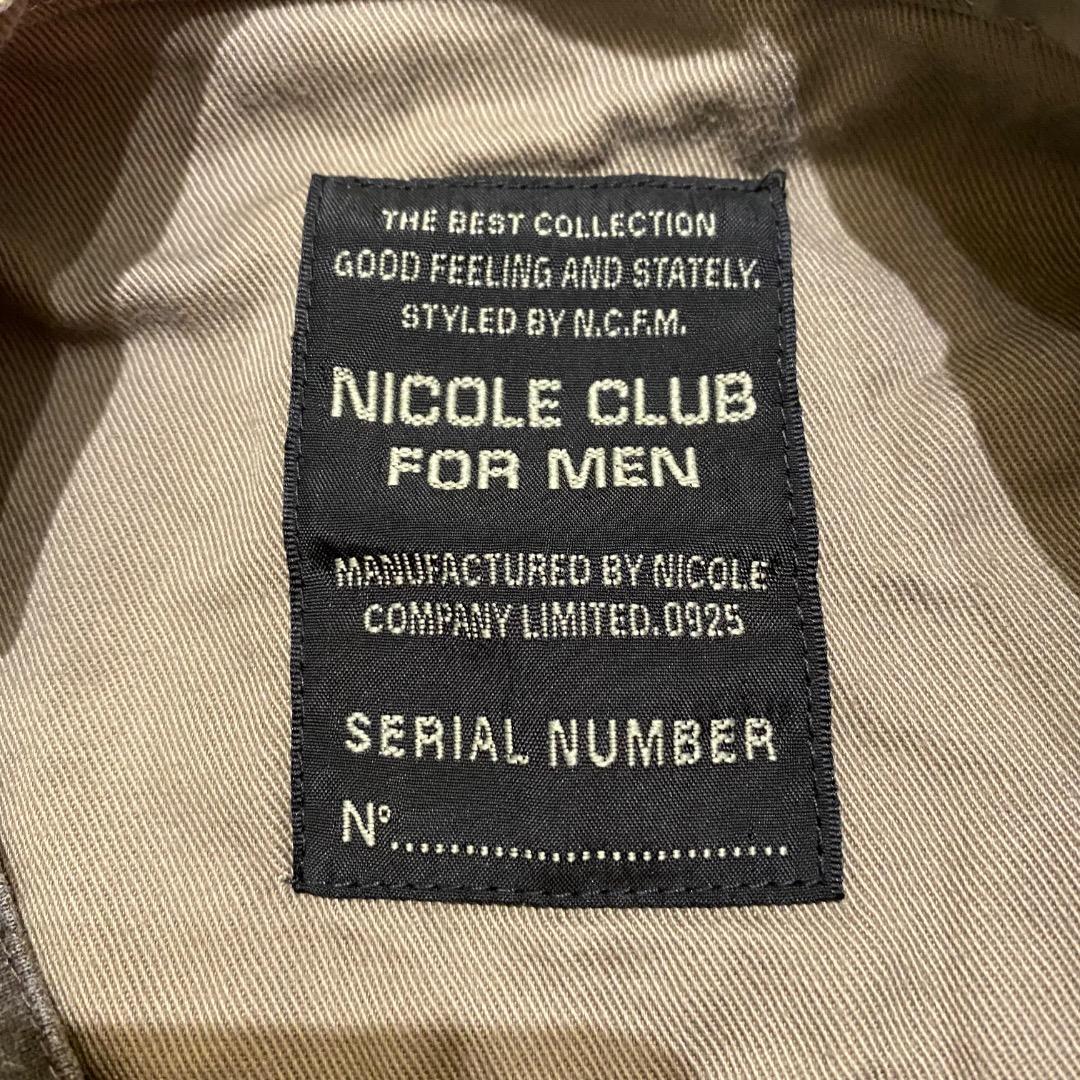 THE BEST COLLECTION
GOOD FEELING AND STATELY.
STYLED BY N.C.F.M.
NICOLE CLUB
FOR MEN
MANUFACTURED BY NICOLE
COMPANY LIMITED.0925
SERIAL NUMBER
N°..............................